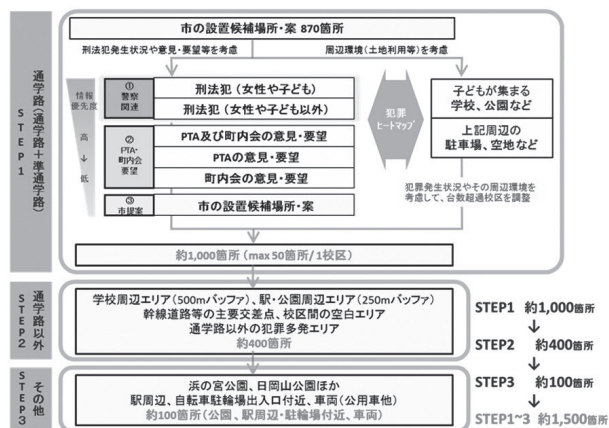 市の設置候補場所・案 870箇所
刑法犯発生状況や意見・要望等を考慮
周辺環境(土地利用等)を考慮
通学路(通学路+準通学路)
STEP1
情報
優先度
高
↓
低
①
警察
関連
刑法犯(女性や子ども)
刑法犯(女性や子ども以外)
②
PTA・
町内会
要望
PTA及び町内会の意見・要望
PTAの意見・要望
町内会の意見・要望
③
市提案
市の設置候補場所・案
犯罪
ヒートマップ
子どもが集まる
学校、公園など
上記周辺の
駐車場、空地など
犯罪発生状況やその周辺環境を
考慮して、台数超過校区を調整
約1,000箇所(max 50箇所/1校区)
通学路以外
STEP2
学校周辺エリア(500mバッファ)、駅・公園周辺エリア(250mバッファ)
幹線道路等の主要交差点、校区間の空白エリア
通学路以外の犯罪多発エリア
約400箇所
その他
STEP3
浜の宮公園、日岡山公園ほか
駅周辺、自転車駐輪場出入口付近、車両(公用車他)
約100箇所(公園、駅周辺・駐輪場付近、車両)
STEP1 約1,000箇所
↓
STEP2 約400箇所
↓
STEP3 約100箇所
↓
STEP1~3 約1,500箇所